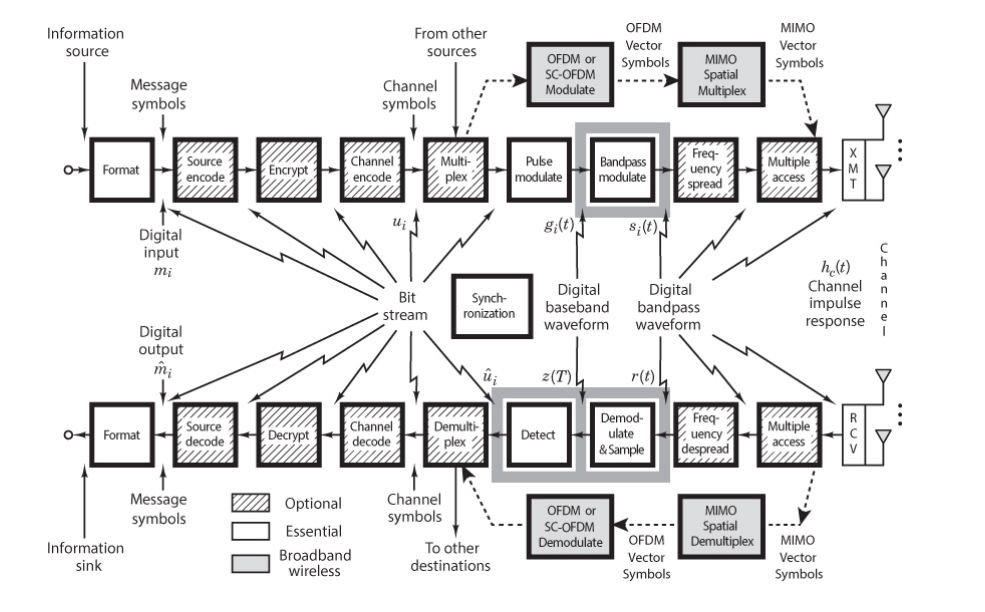 Information
source
Message
symbols
From other
sources
Channel
symbols
OFDM
Vector
Symbols
MIMO
Vector
Symbols
OFDM or
SC-OFDM
Modulate
MIMO
Spatial
Multiplex
Format
Source
encode
Encrypt
Channel
encode
Multi-
plex
Pulse
modulate
Bandpass
modulate
Freq-
uency
spread
Multiple
access
X
M
T
Digital
input
m_i
u_i
g_i(t)
s_i(t)
Bit
stream
Synch-
ronization
Digital
baseband
waveform
Digital
bandpass
waveform
h_c(t)
Channel
impulse
response
C
h
a
n
n
e
l
Digital
output
m̂_i
û_i
z(T)
r(t)
Format
Source
decode
Decrypt
Channel
decode
Demulti-
plex
Detect
Demod-
ulate
& Sample
Freq-
uency
despread
Multiple
access
R
C
V
Information
sink
Message
symbols
Optional
Essential
Broadband
wireless
Channel
symbols
To other
destinations
OFDM or
SC-OFDM
Demodulate
OFDM
Vector
Symbols
MIMO
Spatial
Demultiplex
MIMO
Vector
Symbols